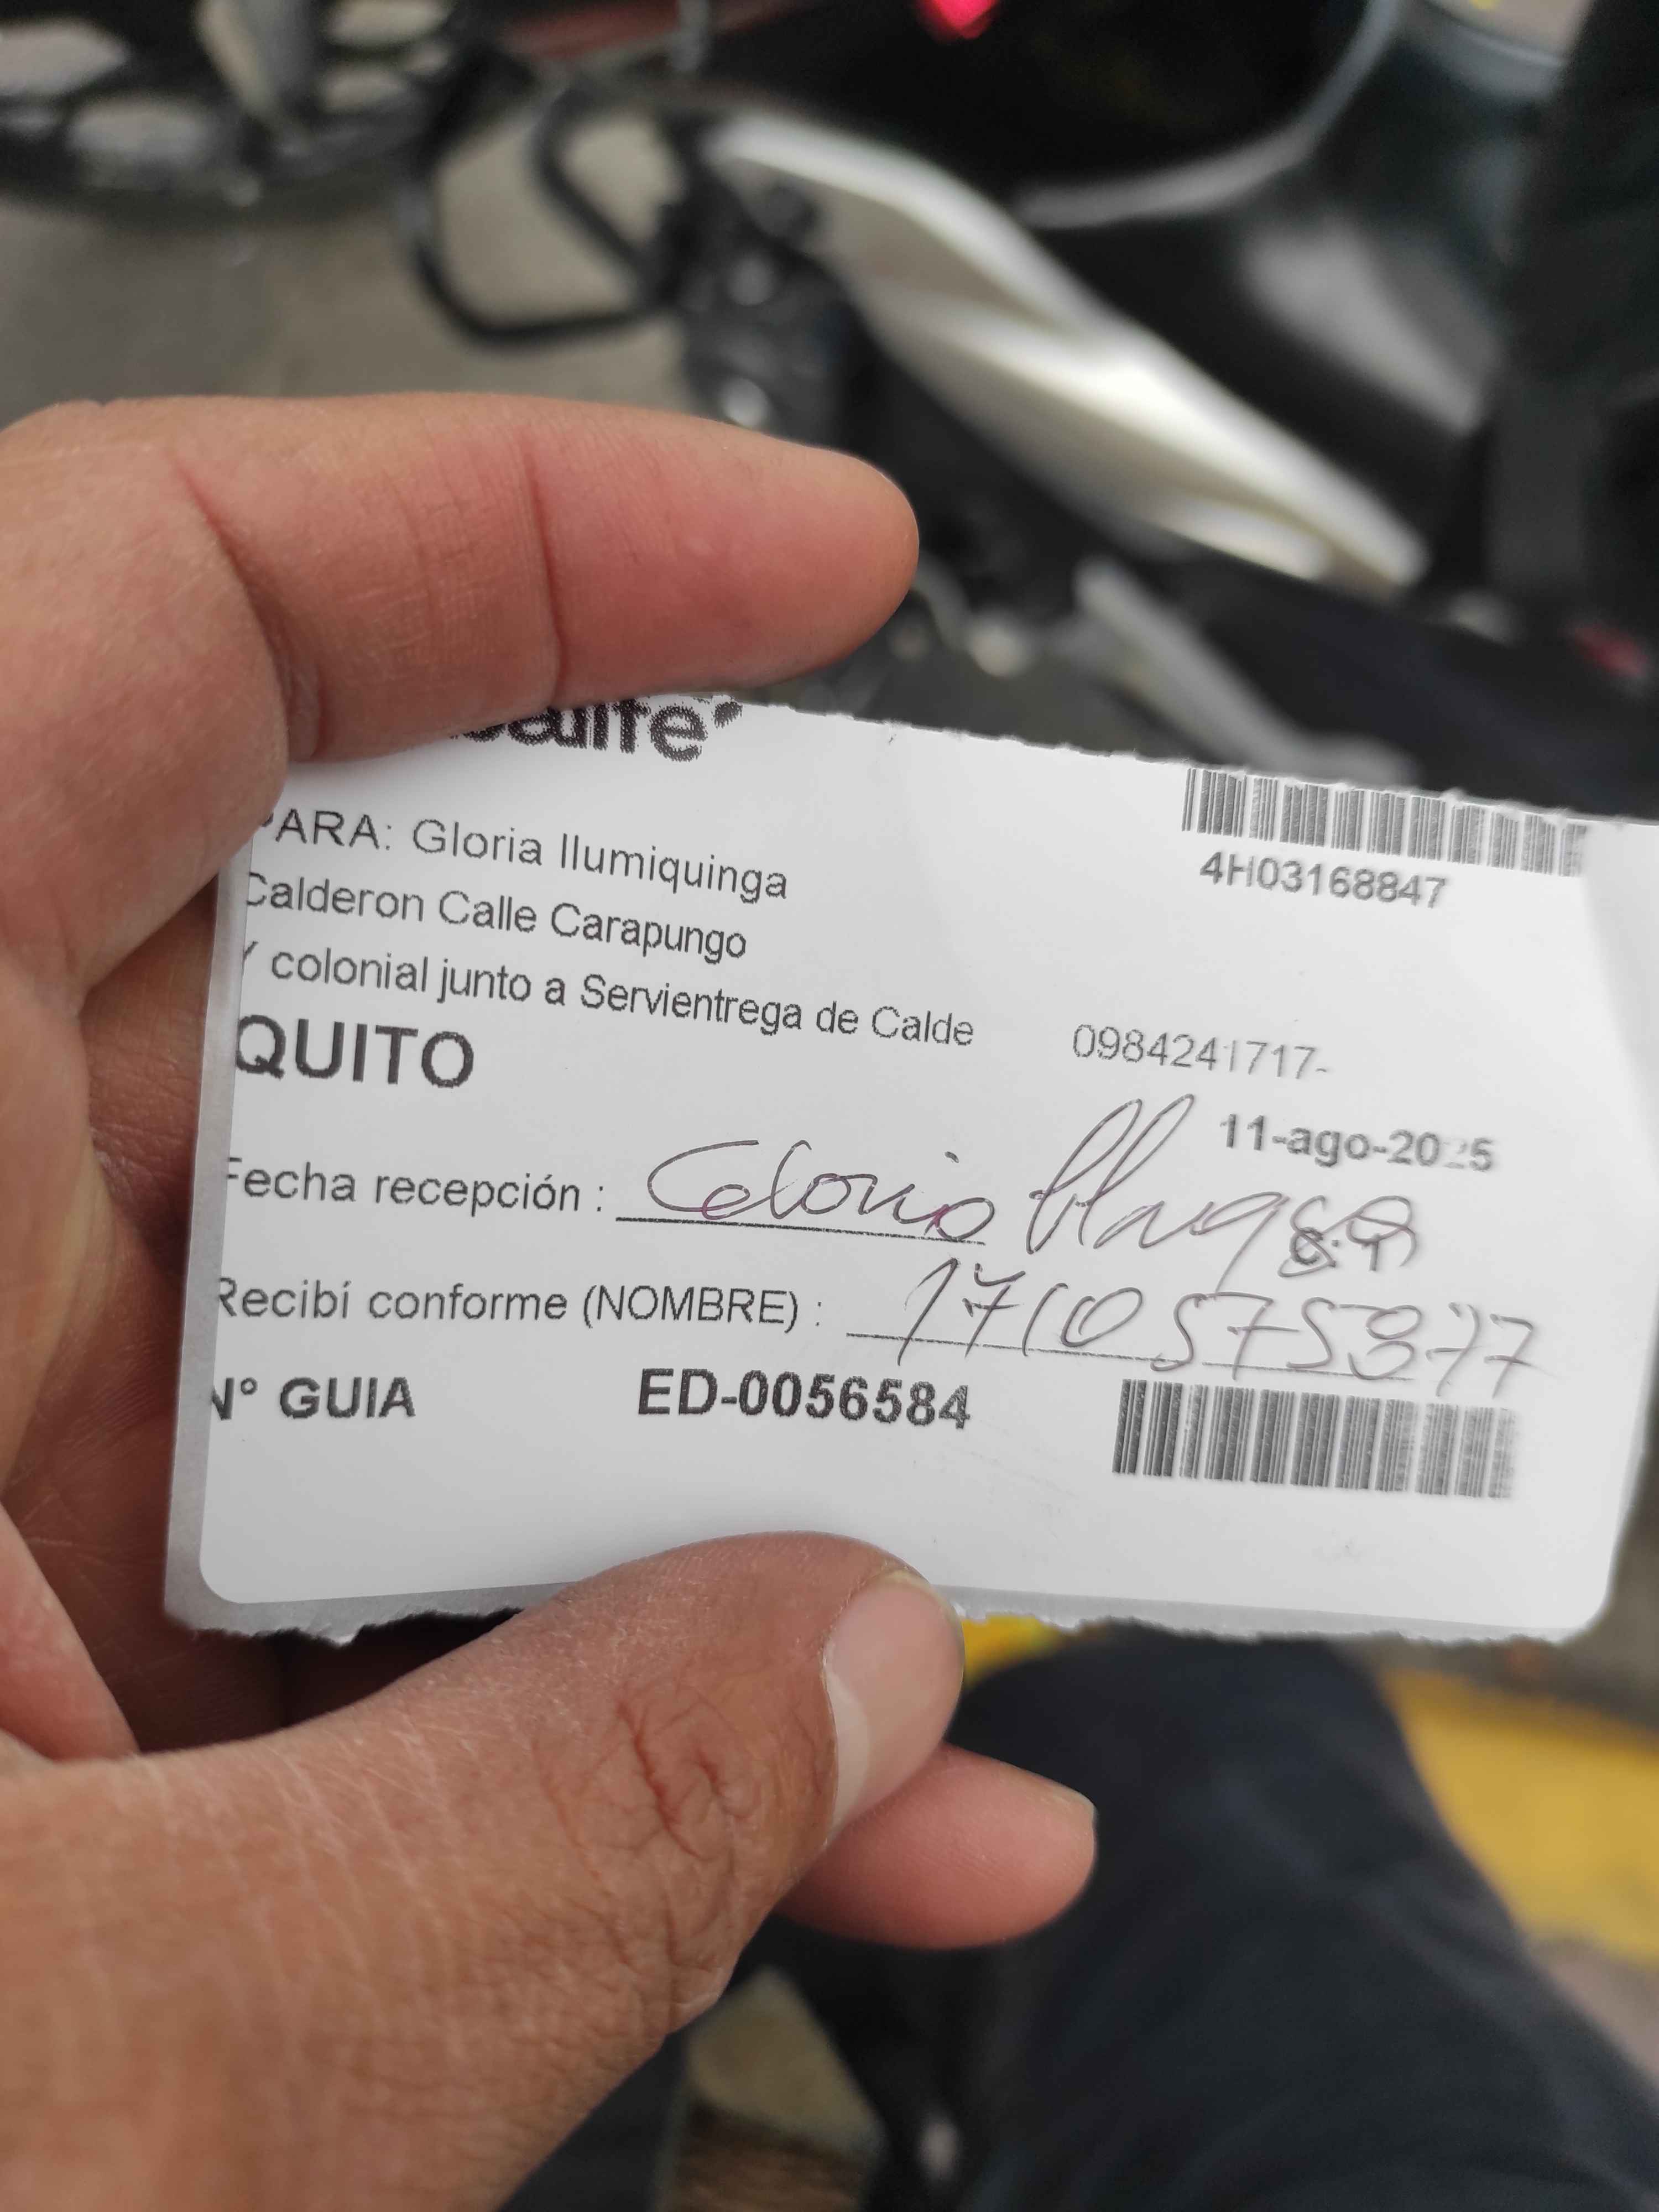 PARA: Gloria Ilumiquinga
4H03168847
Calderon Calle Carapungo
Y colonial junto a Servientrega de Calde
0984241717-
QUITO
11-ago-2025
Fecha recepción : Gloria
Recibí conforme (NOMBRE) : 1710575377
N° GUIA ED-0056584